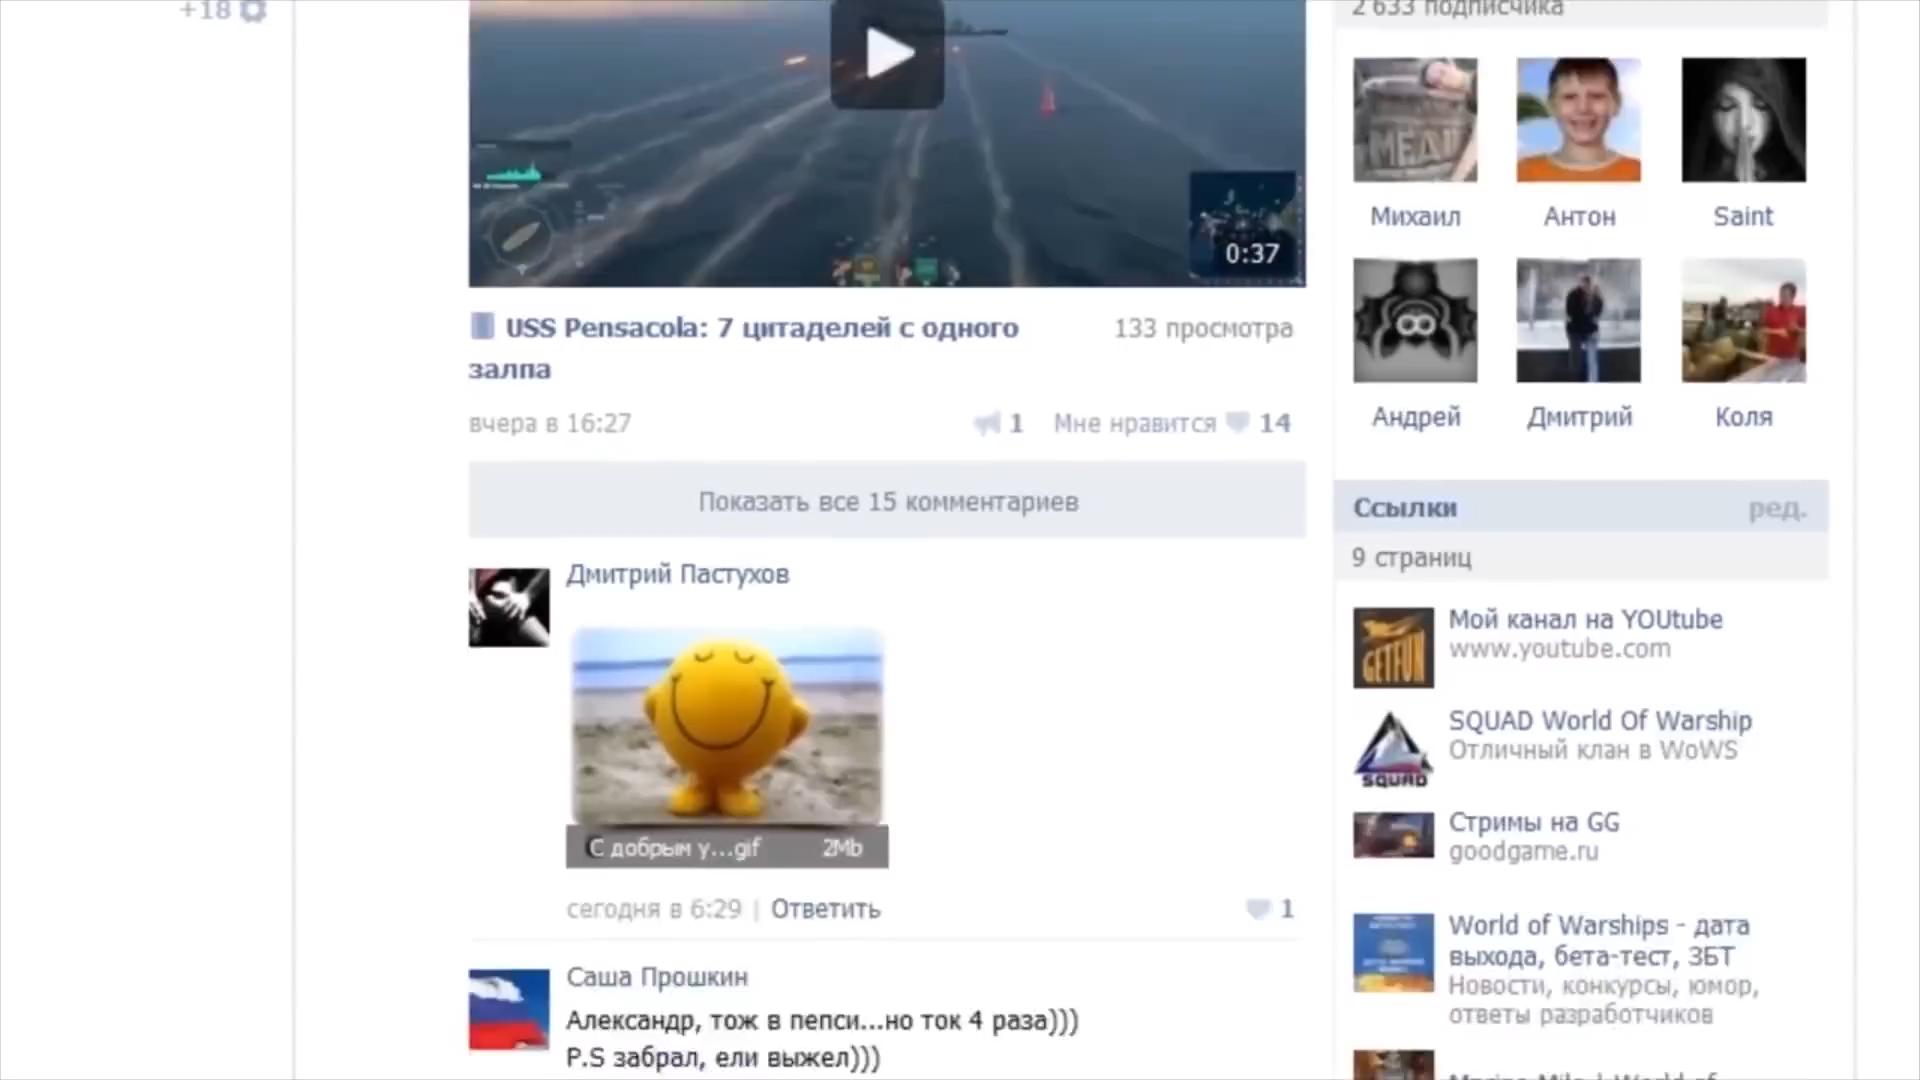 +18
0:37
USS Pensacola: 7 цитаделей с одного
залпа
133 просмотра
вчера в 16:27
1
Мне нравится 14
Показать все 15 комментариев
Дмитрий Пастухов
С добрым у...gif 2Mb
сегодня в 6:29 | Ответить
1
Саша Прошкин
Александр, тож в пепси...но ток 4 раза)))
P.S забрал, ели выжел)))
2 633 подписчика
МЕДІ
Михаил Антон Saint
Андрей Дмитрий Коля
Ссылки ред.
9 страниц
GETFUN
Мой канал на YOUtube
www.youtube.com
SQUAD
SQUAD World Of Warship
Отличный клан в WoWS
Стримы на GG
goodgame.ru
World of Warships - дата
выхода, бета-тест, ЗБТ
Новости, конкурсы, юмор,
ответы разработчиков